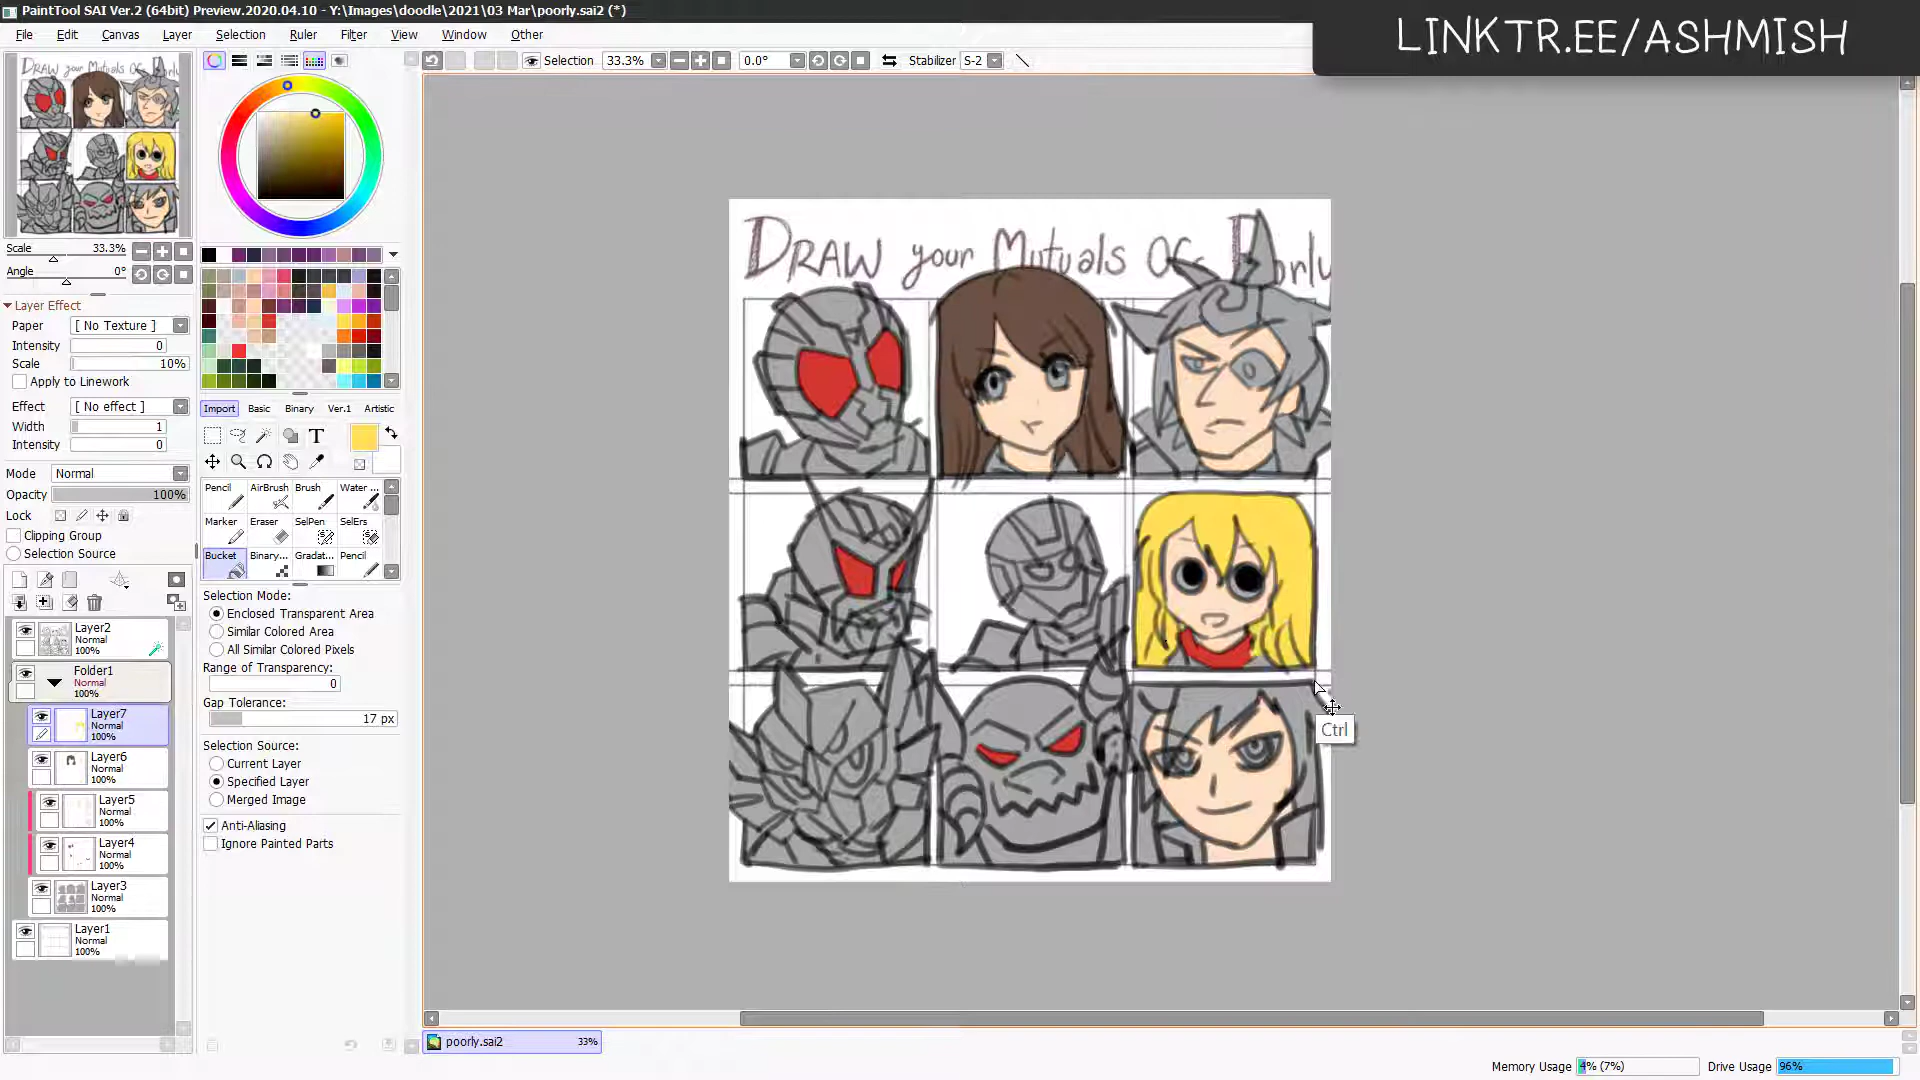 PaintTool SAI Ver.2 (64bit) Preview.2020.04.10 - Y:\Images\doodle\2021\03 Mar\poorly.sai2 (*)
LINKTR.EE/ASHMISH
File Edit Canvas Layer Selection Ruler Filter View Window Other
Selection 33.3% 0.0° Stabilizer S-2
DRAW your Mutuals OCs
Scale 33.3%
Angle 0°
Layer Effect
Paper [ No Texture ]
Intensity 0
Scale 10%
Apply to Linework
Effect [ No effect ]
Width 1
Intensity 0
Mode Normal
Opacity 100%
Lock
Clipping Group
Selection Source
Layer2
Normal
100%
Folder1
Normal
100%
Layer7
Normal
100%
Layer6
Normal
100%
Layer5
Normal
100%
Layer4
Normal
100%
Layer3
Normal
100%
Layer1
Normal
100%
Import Basic Binary Ver.1 Artistic
T
Pencil AirBrush Brush Water ...
Marker Eraser SelPen SelErs
Bucket Binary... Gradat... Pencil
Selection Mode:
Enclosed Transparent Area
Similar Colored Area
All Similar Colored Pixels
Range of Transparency:
0
Gap Tolerance:
17 px
Selection Source:
Current Layer
Specified Layer
Merged Image
Anti-Aliasing
Ignore Painted Parts
Ctrl
poorly.sai2 33%
Memory Usage 4% (7%) Drive Usage 96%